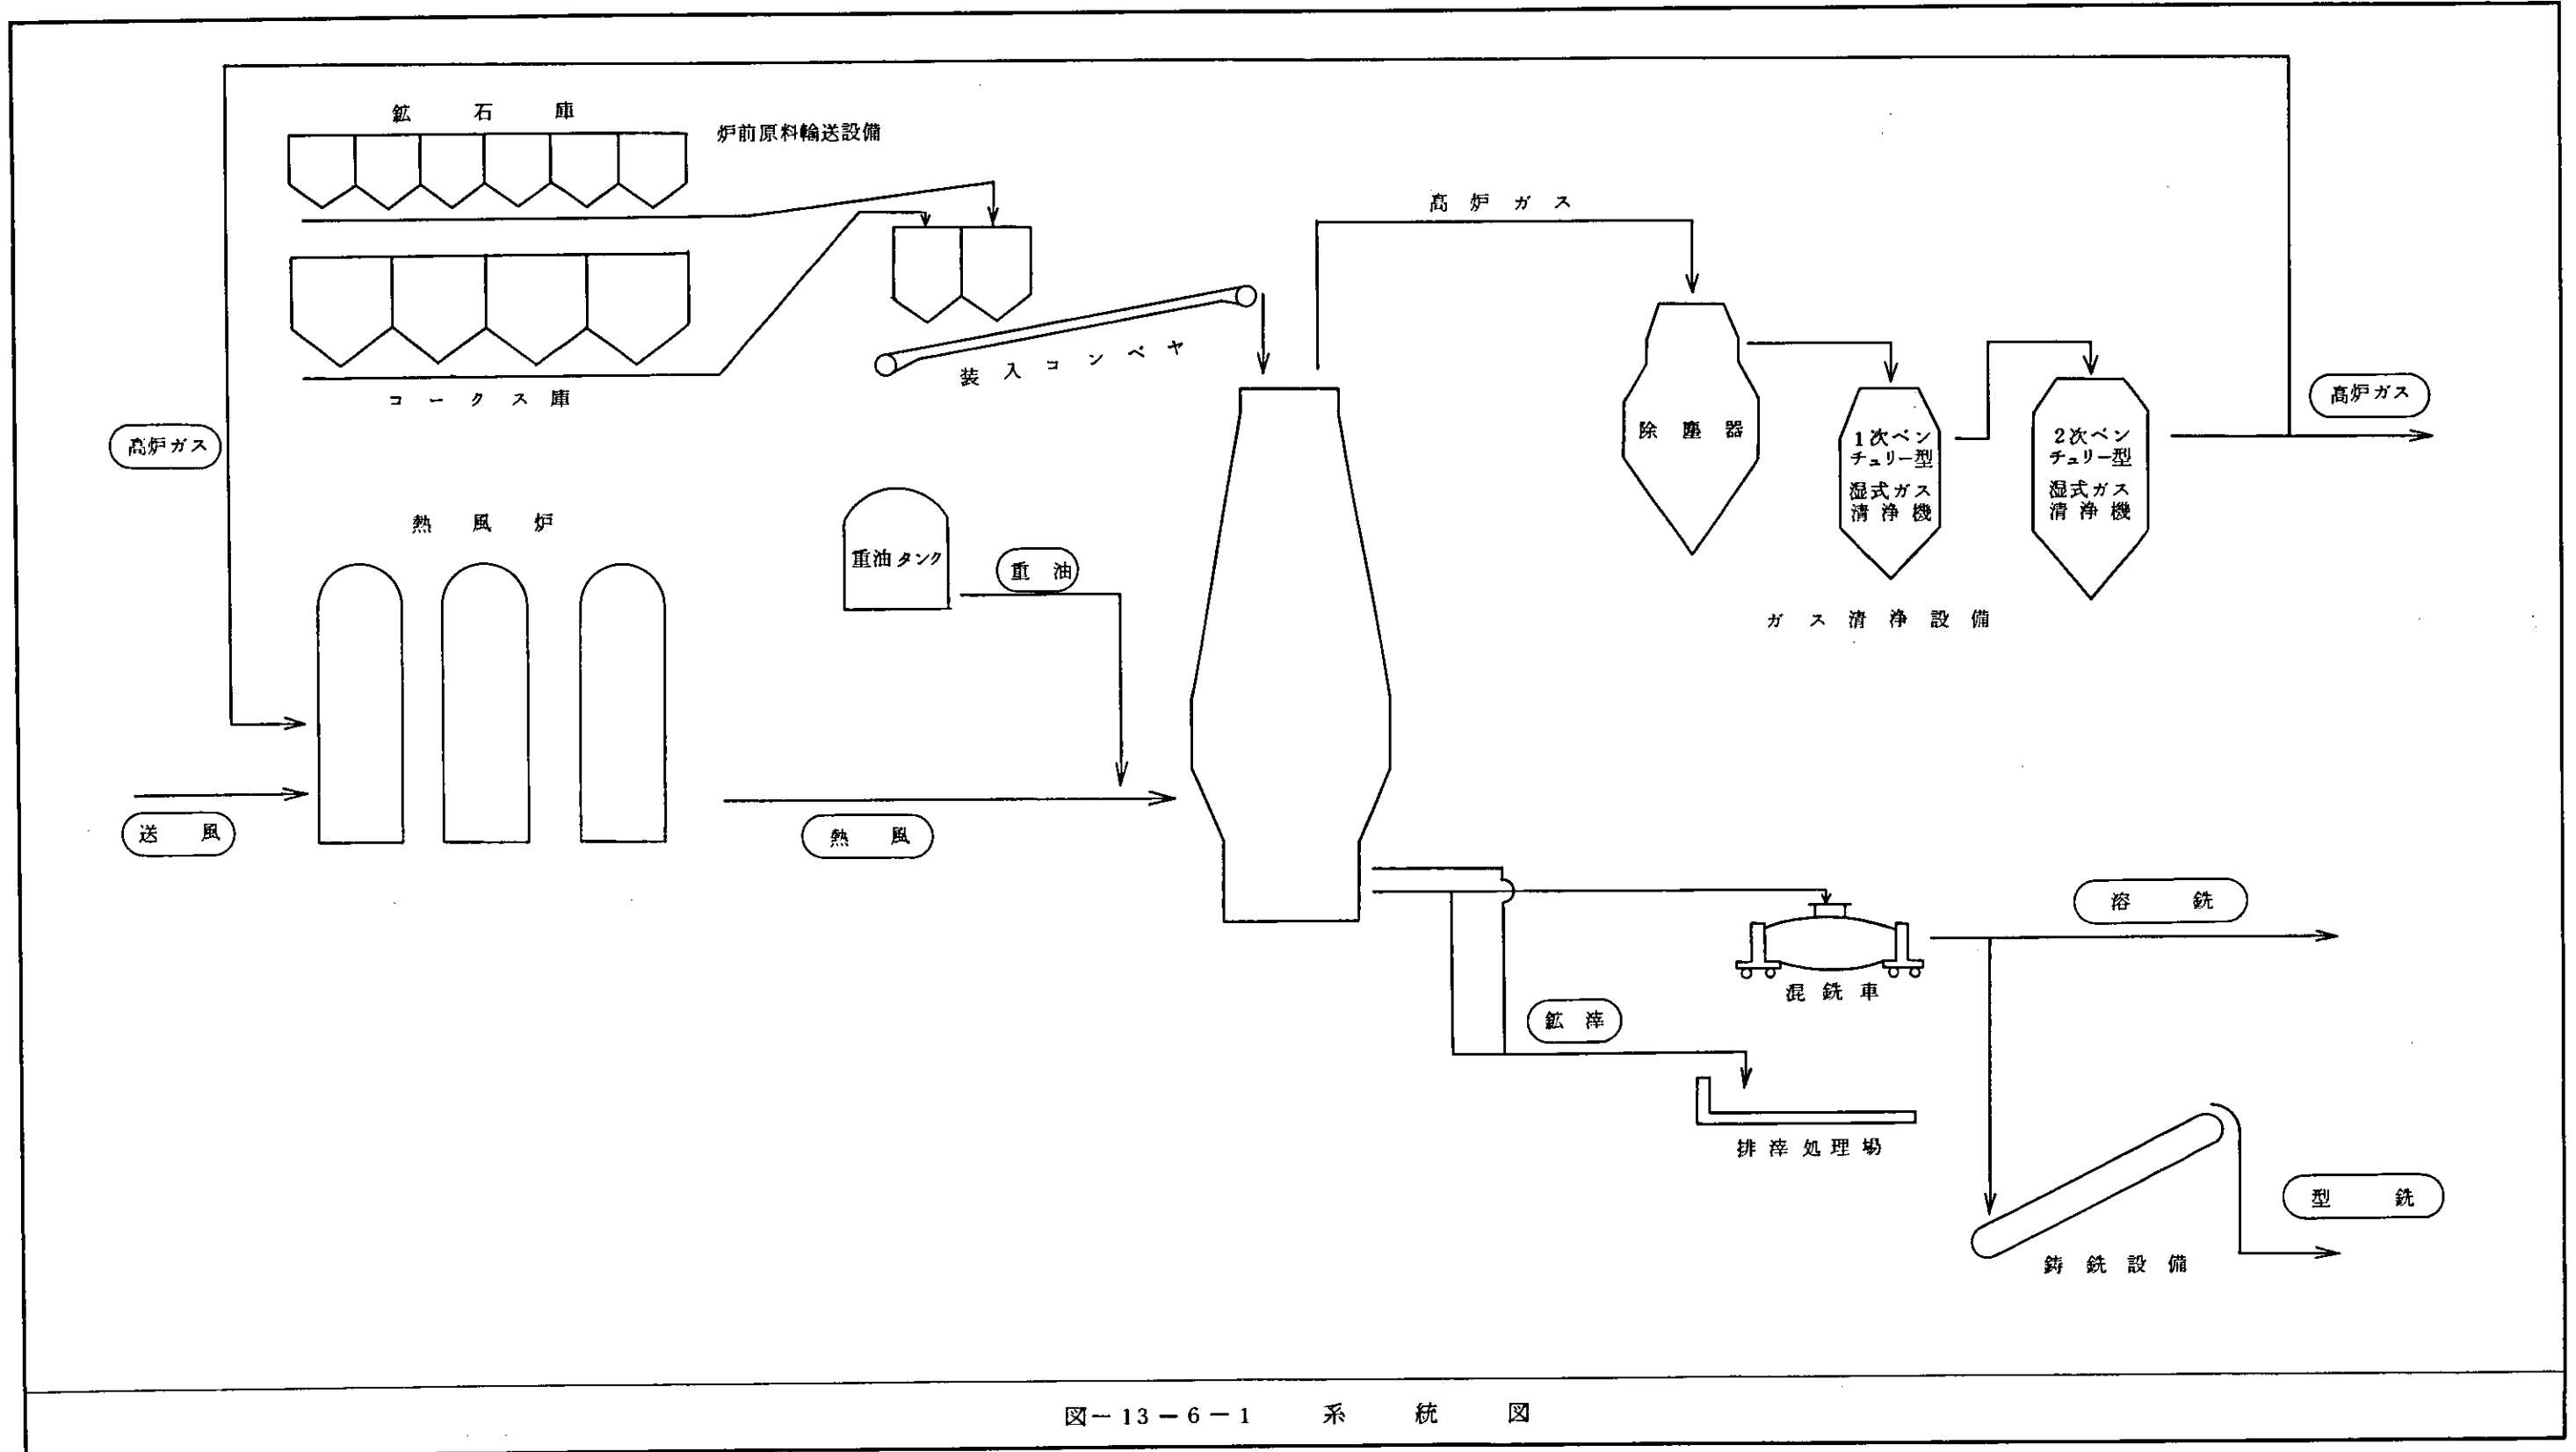 鉱石庫
炉前原料輸送設備
高炉ガス
装入コンベヤ
コークス庫
高炉ガス
高炉ガス
除塵器
1次ベン
チュリー型
湿式ガス
清浄機
2次ベン
チュリー型
湿式ガス
清浄機
ガス清浄設備
熱風炉
重油タンク
重油
送風
熱風
溶銑
混銑車
鉱滓
排滓処理場
型銑
鋳銑設備
図-13-6-1 系統図